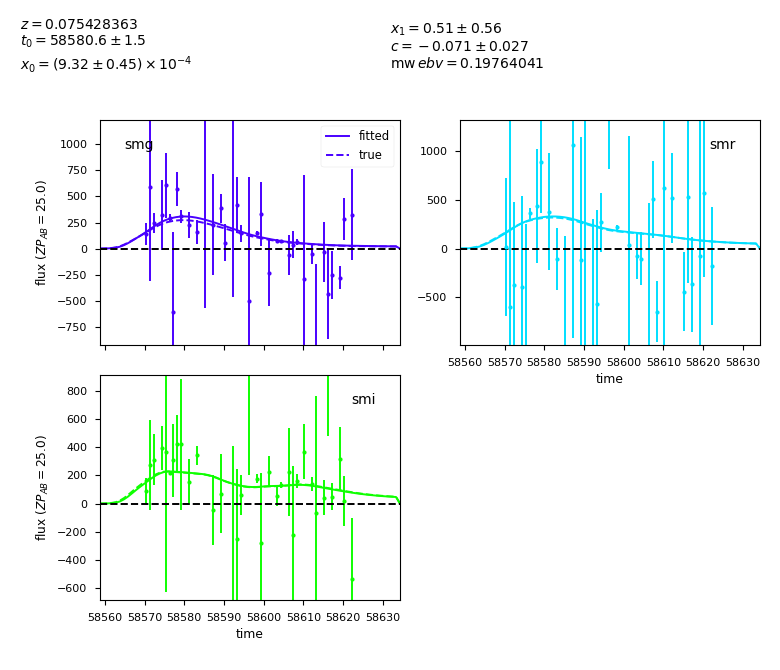 z = 0.075428363
t₀ = 58580.6 ± 1.5
x₀ = (9.32 ± 0.45) × 10⁻⁴
x₁ = 0.51 ± 0.56
c = −0.071 ± 0.027
mw ebv = 0.19764041
smg
fitted
true
1000
750
500
250
0
−250
−500
−750
flux (ZP_AB = 25.0)
smr
1000
500
0
−500
58560 58570 58580 58590 58600 58610 58620 58630
time
smi
800
600
400
200
0
−200
−400
−600
flux (ZP_AB = 25.0)
58560 58570 58580 58590 58600 58610 58620 58630
time